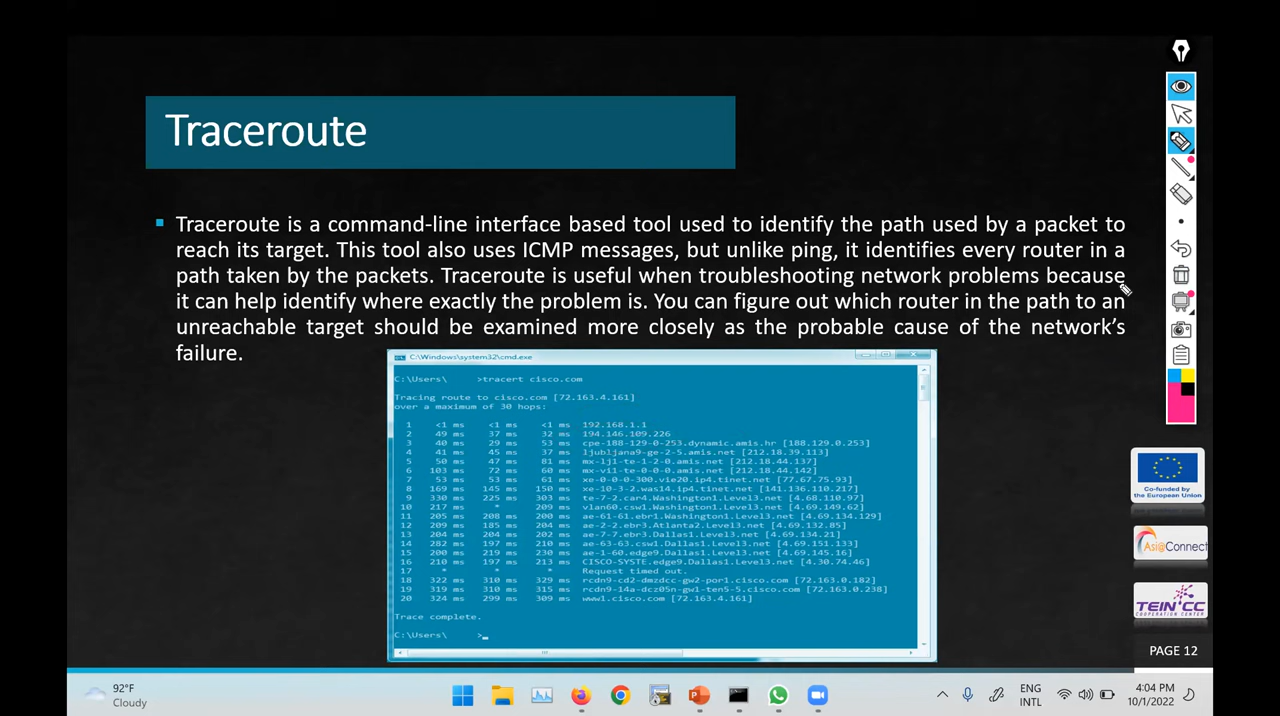 Traceroute
Traceroute is a command-line interface based tool used to identify the path used by a packet to
reach its target. This tool also uses ICMP messages, but unlike ping, it identifies every router in a
path taken by the packets. Traceroute is useful when troubleshooting network problems because
it can help identify where exactly the problem is. You can figure out which router in the path to an
unreachable target should be examined more closely as the probable cause of the network's
failure.
C:\Windows\system32\cmd.exe
C:\Users\ >tracert cisco.com
Tracing route to cisco.com [72.163.4.161]
over a maximum of 30 hops:
1 <1 ms <1 ms <1 ms 192.168.1.1
2 49 ms 37 ms 32 ms 194.146.109.226
3 40 ms 29 ms 53 ms cpe-188-129-0-253.dynamic.amis.hr [188.129.0.253]
4 41 ms 45 ms 37 ms ljubljana9-ge-2-5.amis.net [212.18.39.113]
5 50 ms 47 ms 81 ms mx-lj1-te-1-2-0.amis.net [212.18.44.137]
6 103 ms 72 ms 60 ms mx-vi1-te-0-0-0.amis.net [212.18.44.142]
7 53 ms 53 ms 61 ms xe-0-0-0-300.vie20.ip4.tinet.net [77.67.75.93]
8 169 ms 145 ms 150 ms xe-10-3-2.was14.ip4.tinet.net [141.136.110.217]
9 330 ms 225 ms 303 ms te-7-2.car4.Washington1.Level3.net [4.68.110.97]
10 217 ms * 209 ms vlan60.csw1.Washington1.Level3.net [4.69.149.62]
11 205 ms 208 ms 200 ms ae-61-61.ebr1.Washington1.Level3.net [4.69.134.129]
12 209 ms 185 ms 204 ms ae-2-2.ebr3.Atlanta2.Level3.net [4.69.132.85]
13 204 ms 204 ms 202 ms ae-7-7.ebr3.Dallas1.Level3.net [4.69.134.21]
14 282 ms 197 ms 210 ms ae-63-63.csw1.Dallas1.Level3.net [4.69.151.133]
15 200 ms 219 ms 230 ms ae-1-60.edge9.Dallas1.Level3.net [4.69.145.16]
16 210 ms 197 ms 213 ms CISCO-SYSTE.edge9.Dallas1.Level3.net [4.30.74.46]
17 * * * Request timed out.
18 322 ms 310 ms 329 ms rcdn9-cd2-dmzdcc-gw2-por1.cisco.com [72.163.0.182]
19 319 ms 310 ms 315 ms rcdn9-14a-dcz05n-gw1-ten5-5.cisco.com [72.163.0.238]
20 324 ms 299 ms 309 ms www1.cisco.com [72.163.4.161]
Trace complete.
C:\Users\ >_
Co-funded by
the European Union
Asi@Connect
TEIN*CC
COOPERATION CENTER
PAGE 12
92°F
Cloudy
ENG
INTL
4:04 PM
10/1/2022